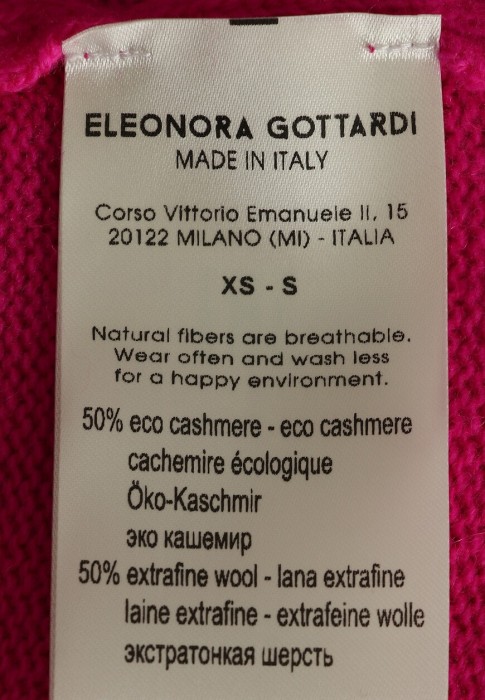 ELEONORA GOTTARDI
MADE IN ITALY
Corso Vittorio Emanuele II, 15
20122 MILANO (MI) - ITALIA
XS - S
Natural fibers are breathable.
Wear often and wash less
for a happy environment.
50% eco cashmere - eco cashmere
cachemire écologique
Öko-Kaschmir
эко кашемир
50% extrafine wool - lana extrafine
laine extrafine - extrafeine wolle
экстратонкая шерсть